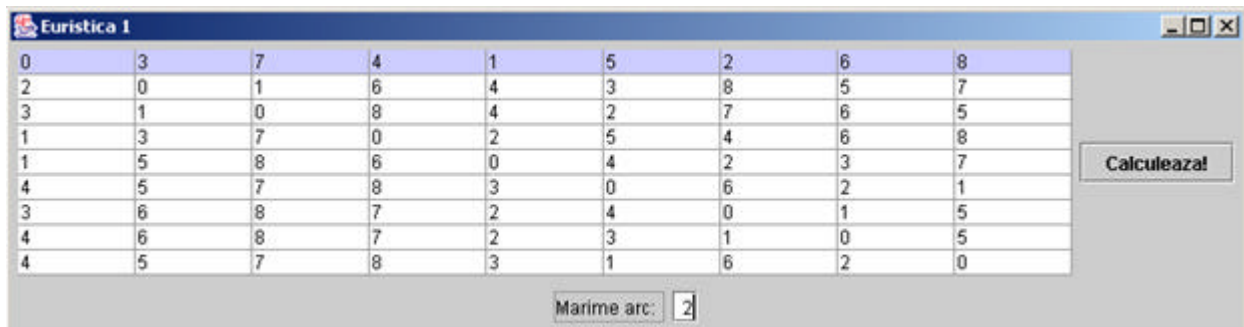 Euristica 1
0 3 7 4 1 5 2 6 8
2 0 1 6 4 3 8 5 7
3 1 0 8 4 2 7 6 5
1 3 7 0 2 5 4 6 8
1 5 8 6 0 4 2 3 7
4 5 7 8 3 0 6 2 1
3 6 8 7 2 4 0 1 5
4 6 8 7 2 3 1 0 5
4 5 7 8 3 1 6 2 0
Calculeaza!
Marime arc: 2